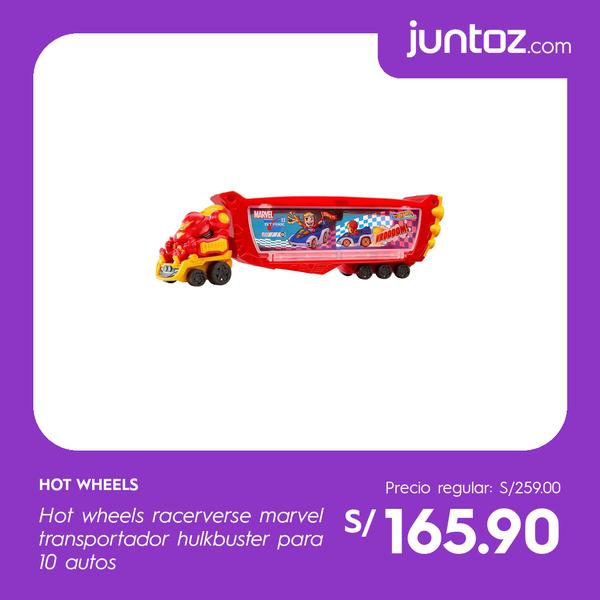 juntoz.com
MARVEL
HOT WHEELS
Hot wheels racerverse marvel
transportador hulkbuster para
10 autos
Precio regular: S/259.00
S/165.90